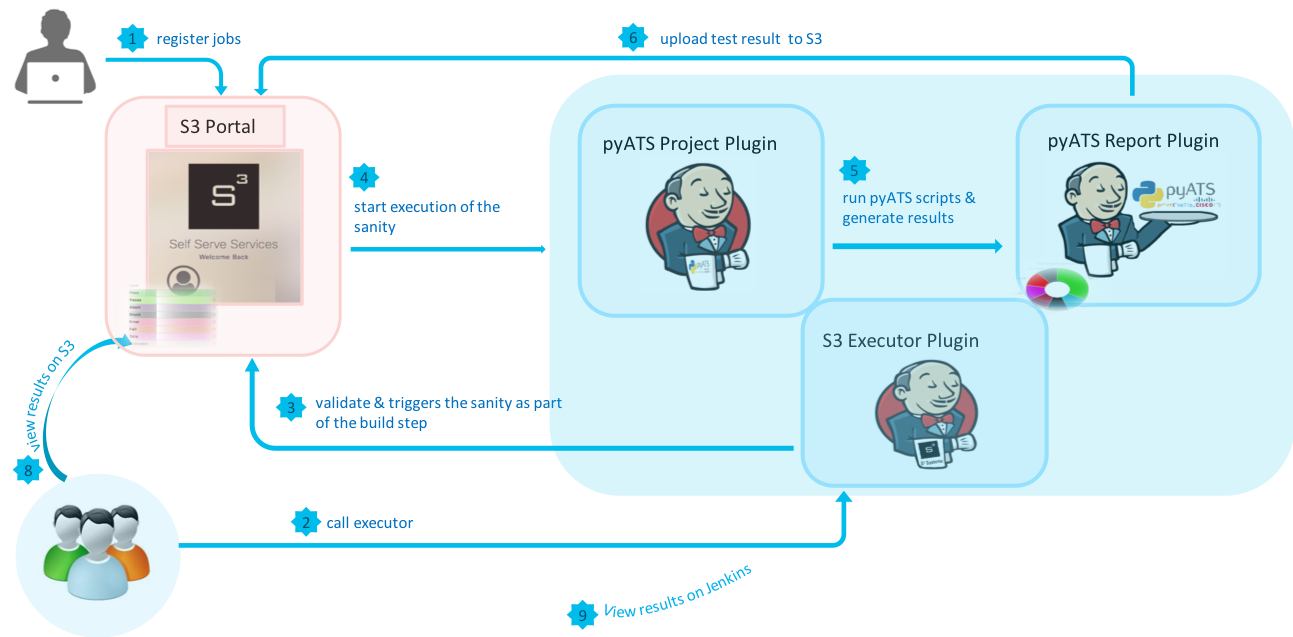 1 register jobs
6 upload test result to S3
S3 Portal
S3
Self Serve Services
Welcome Back
4
start execution of the
sanity
pyATS Project Plugin
pyATS
5
run pyATS scripts &
generate results
pyATS Report Plugin
pyATS
CISCO
S3 Executor Plugin
S3
3 validate & triggers the sanity as part
of the build step
View results on S3
8
2 call executor
9 View results on Jenkins